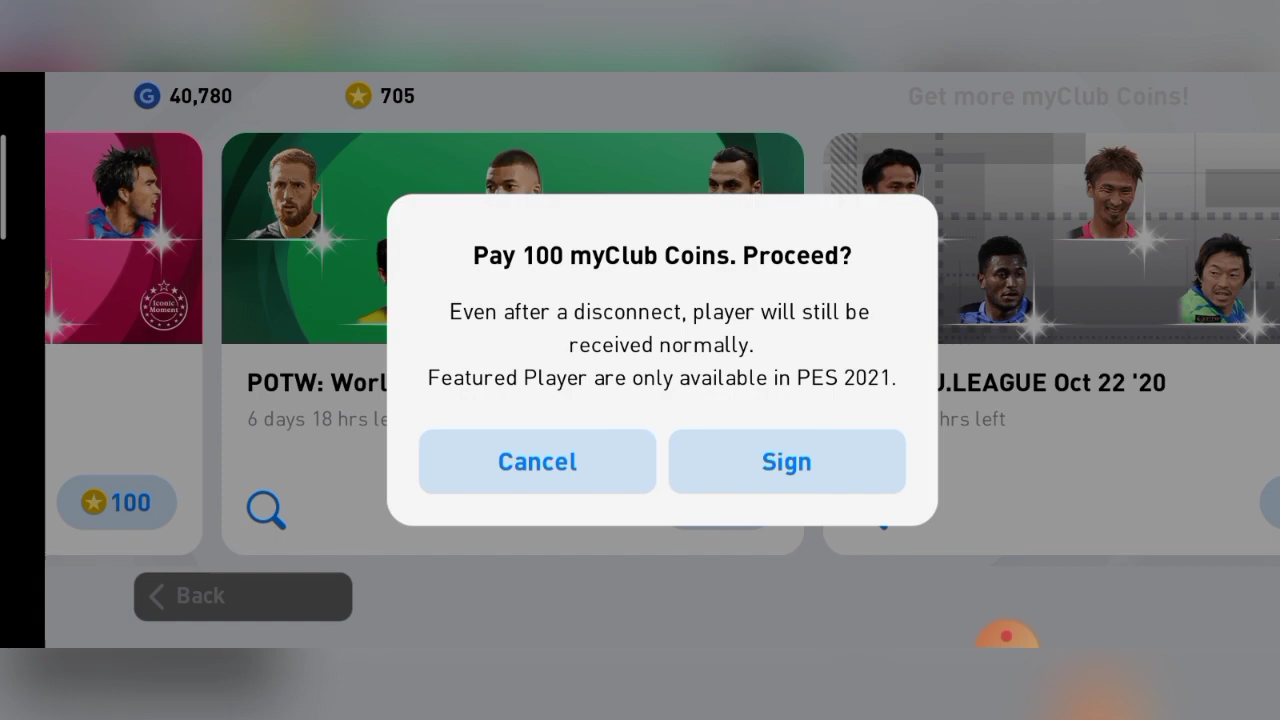 G 40,780
705
Get more myClub Coins!
Iconic
Moment
Pay 100 myClub Coins. Proceed?
Even after a disconnect, player will still be
received normally.
Featured Player are only available in PES 2021.
POTW: Worl
J.LEAGUE Oct 22 '20
6 days 18 hrs le
hrs left
Cancel
Sign
100
Back